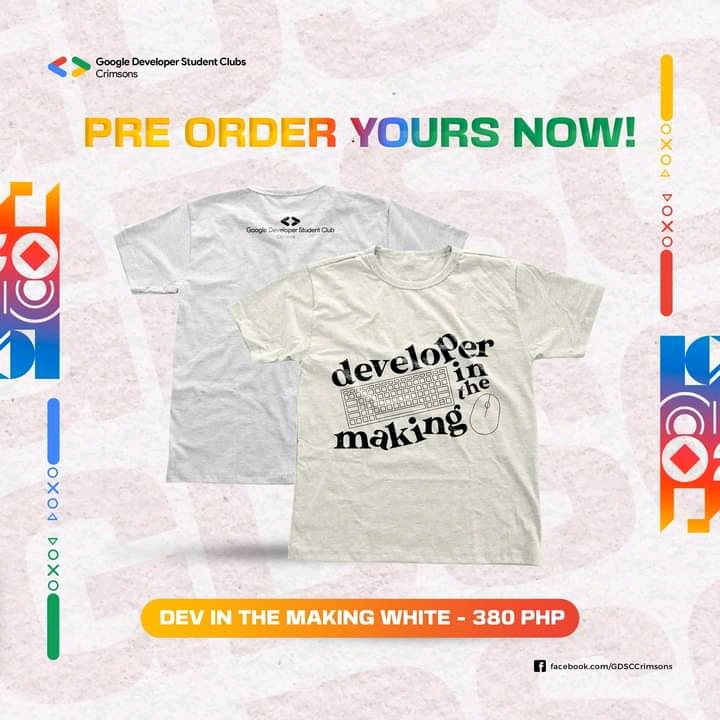 Google Developer Student Clubs
Crimsons
PRE ORDER YOURS NOW!
Google Developer Student Club
developer
in
the
making
DEV IN THE MAKING WHITE - 380 PHP
facebook.com/GDSCCrimsons